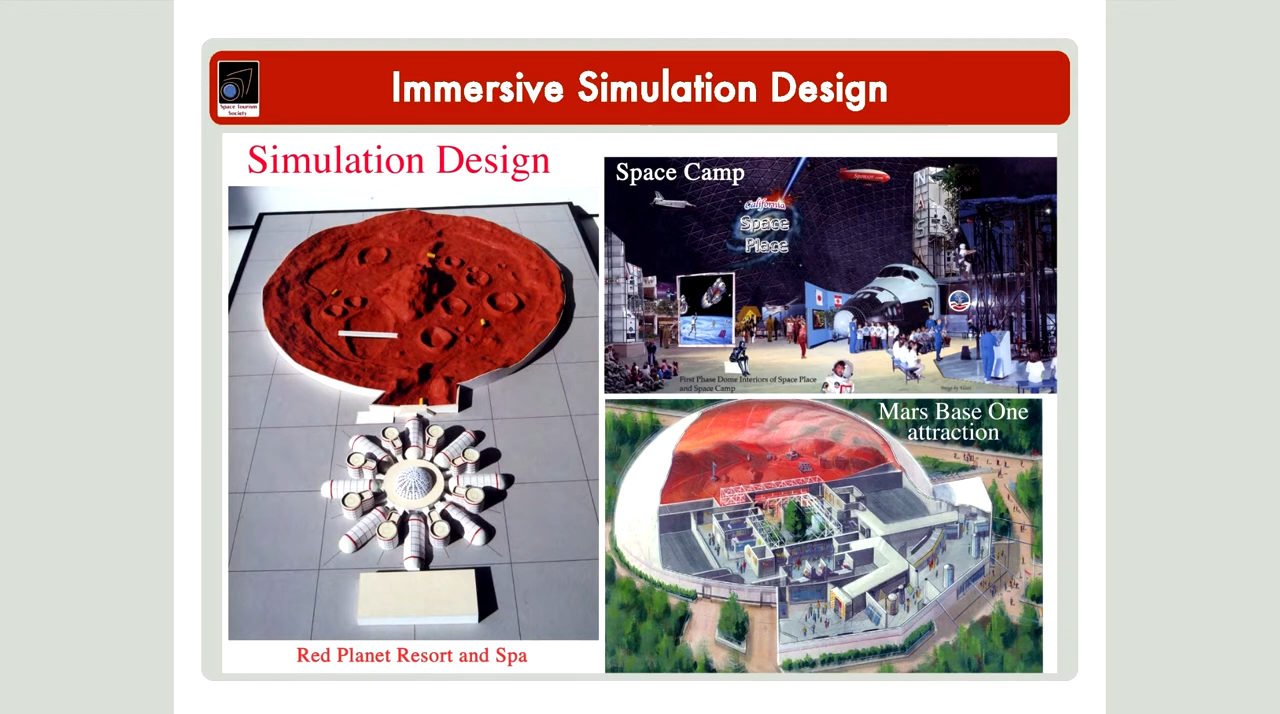 Immersive Simulation Design
Space Tourism
Society
Simulation Design
Red Planet Resort and Spa
Space Camp
Sponsor
California
Space
Place
First Phase Dome Interiors of Space Place
and Space Camp
Mars Base One
attraction